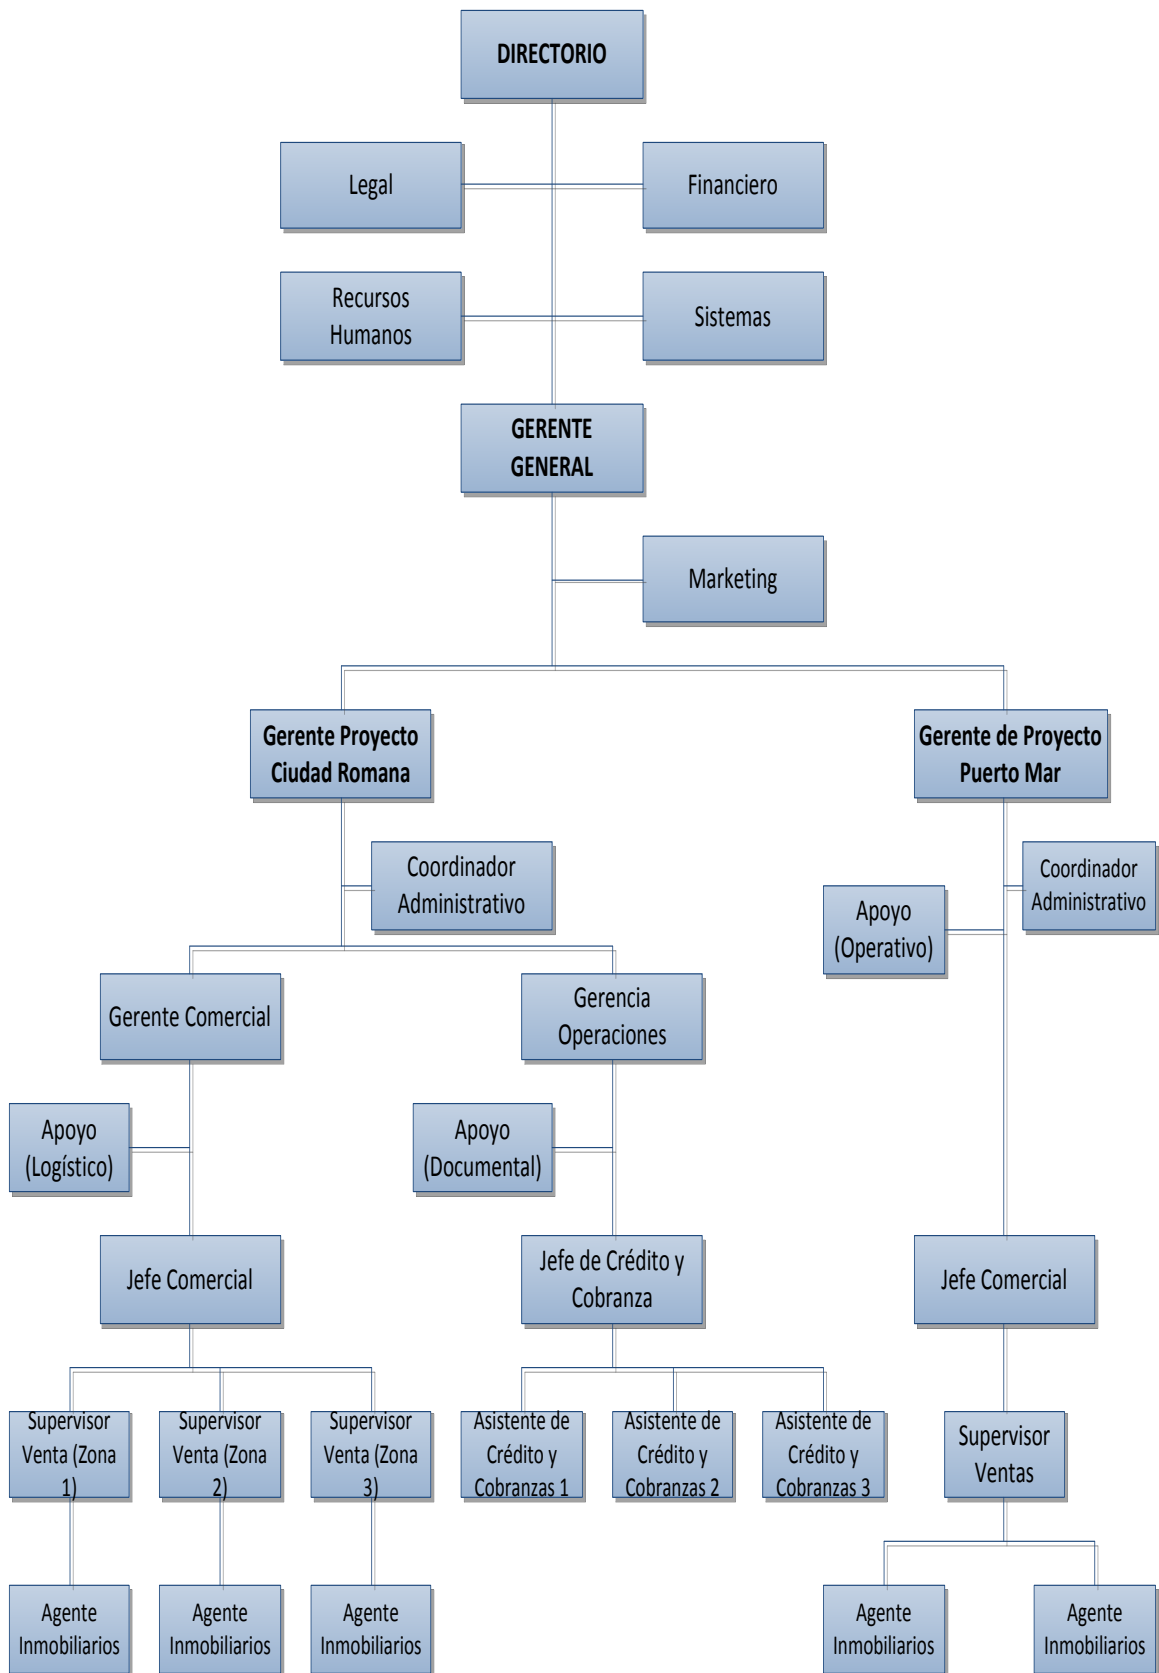 DIRECTORIO
Legal
Financiero
Recursos
Humanos
Sistemas
GERENTE
GENERAL
Marketing
Gerente Proyecto
Ciudad Romana
Gerente de Proyecto
Puerto Mar
Coordinador
Administrativo
Coordinador
Administrativo
Apoyo
(Operativo)
Gerente Comercial
Gerencia
Operaciones
Apoyo
(Logístico)
Apoyo
(Documental)
Jefe Comercial
Jefe de Crédito y
Cobranza
Jefe Comercial
Supervisor
Venta (Zona
1)
Supervisor
Venta (Zona
2)
Supervisor
Venta (Zona
3)
Asistente de
Crédito y
Cobranzas 1
Asistente de
Crédito y
Cobranzas 2
Asistente de
Crédito y
Cobranzas 3
Supervisor
Ventas
Agente
Inmobiliarios
Agente
Inmobiliarios
Agente
Inmobiliarios
Agente
Inmobiliarios
Agente
Inmobiliarios